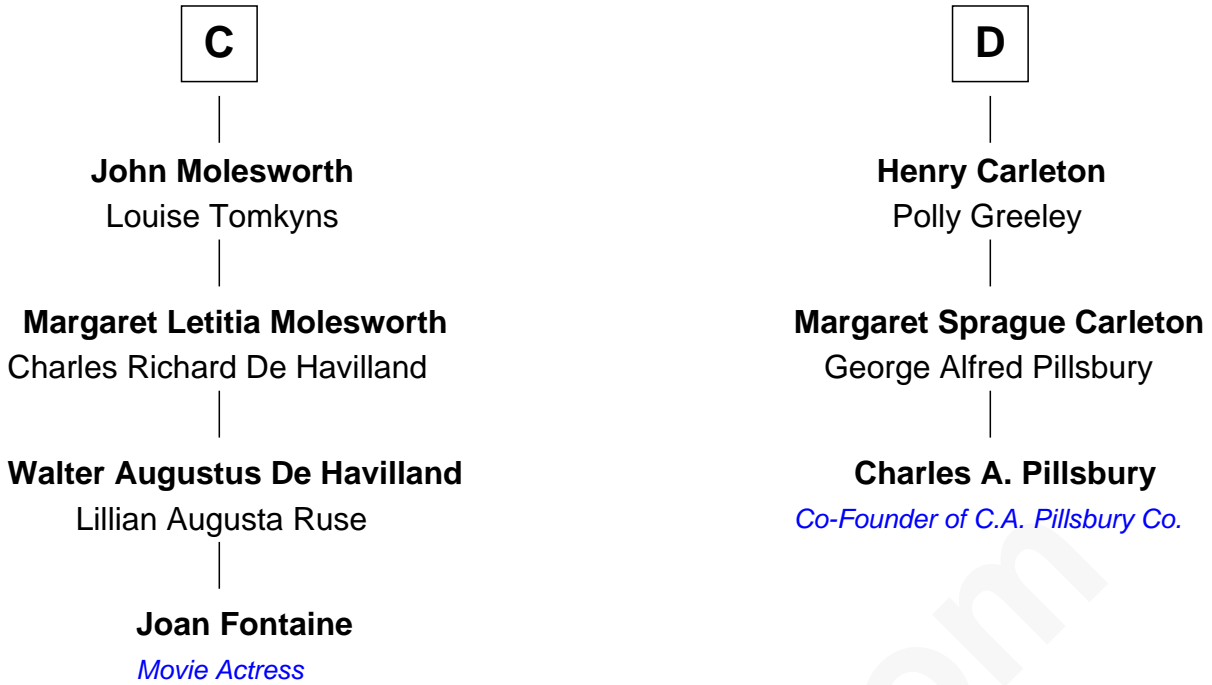 C
John Molesworth
Louise Tomkyns
Margaret Letitia Molesworth
Charles Richard De Havilland
Walter Augustus De Havilland
Lillian Augusta Ruse
Joan Fontaine
Movie Actress
D
Henry Carleton
Polly Greeley
Margaret Sprague Carleton
George Alfred Pillsbury
Charles A. Pillsbury
Co-Founder of C.A. Pillsbury Co.
om